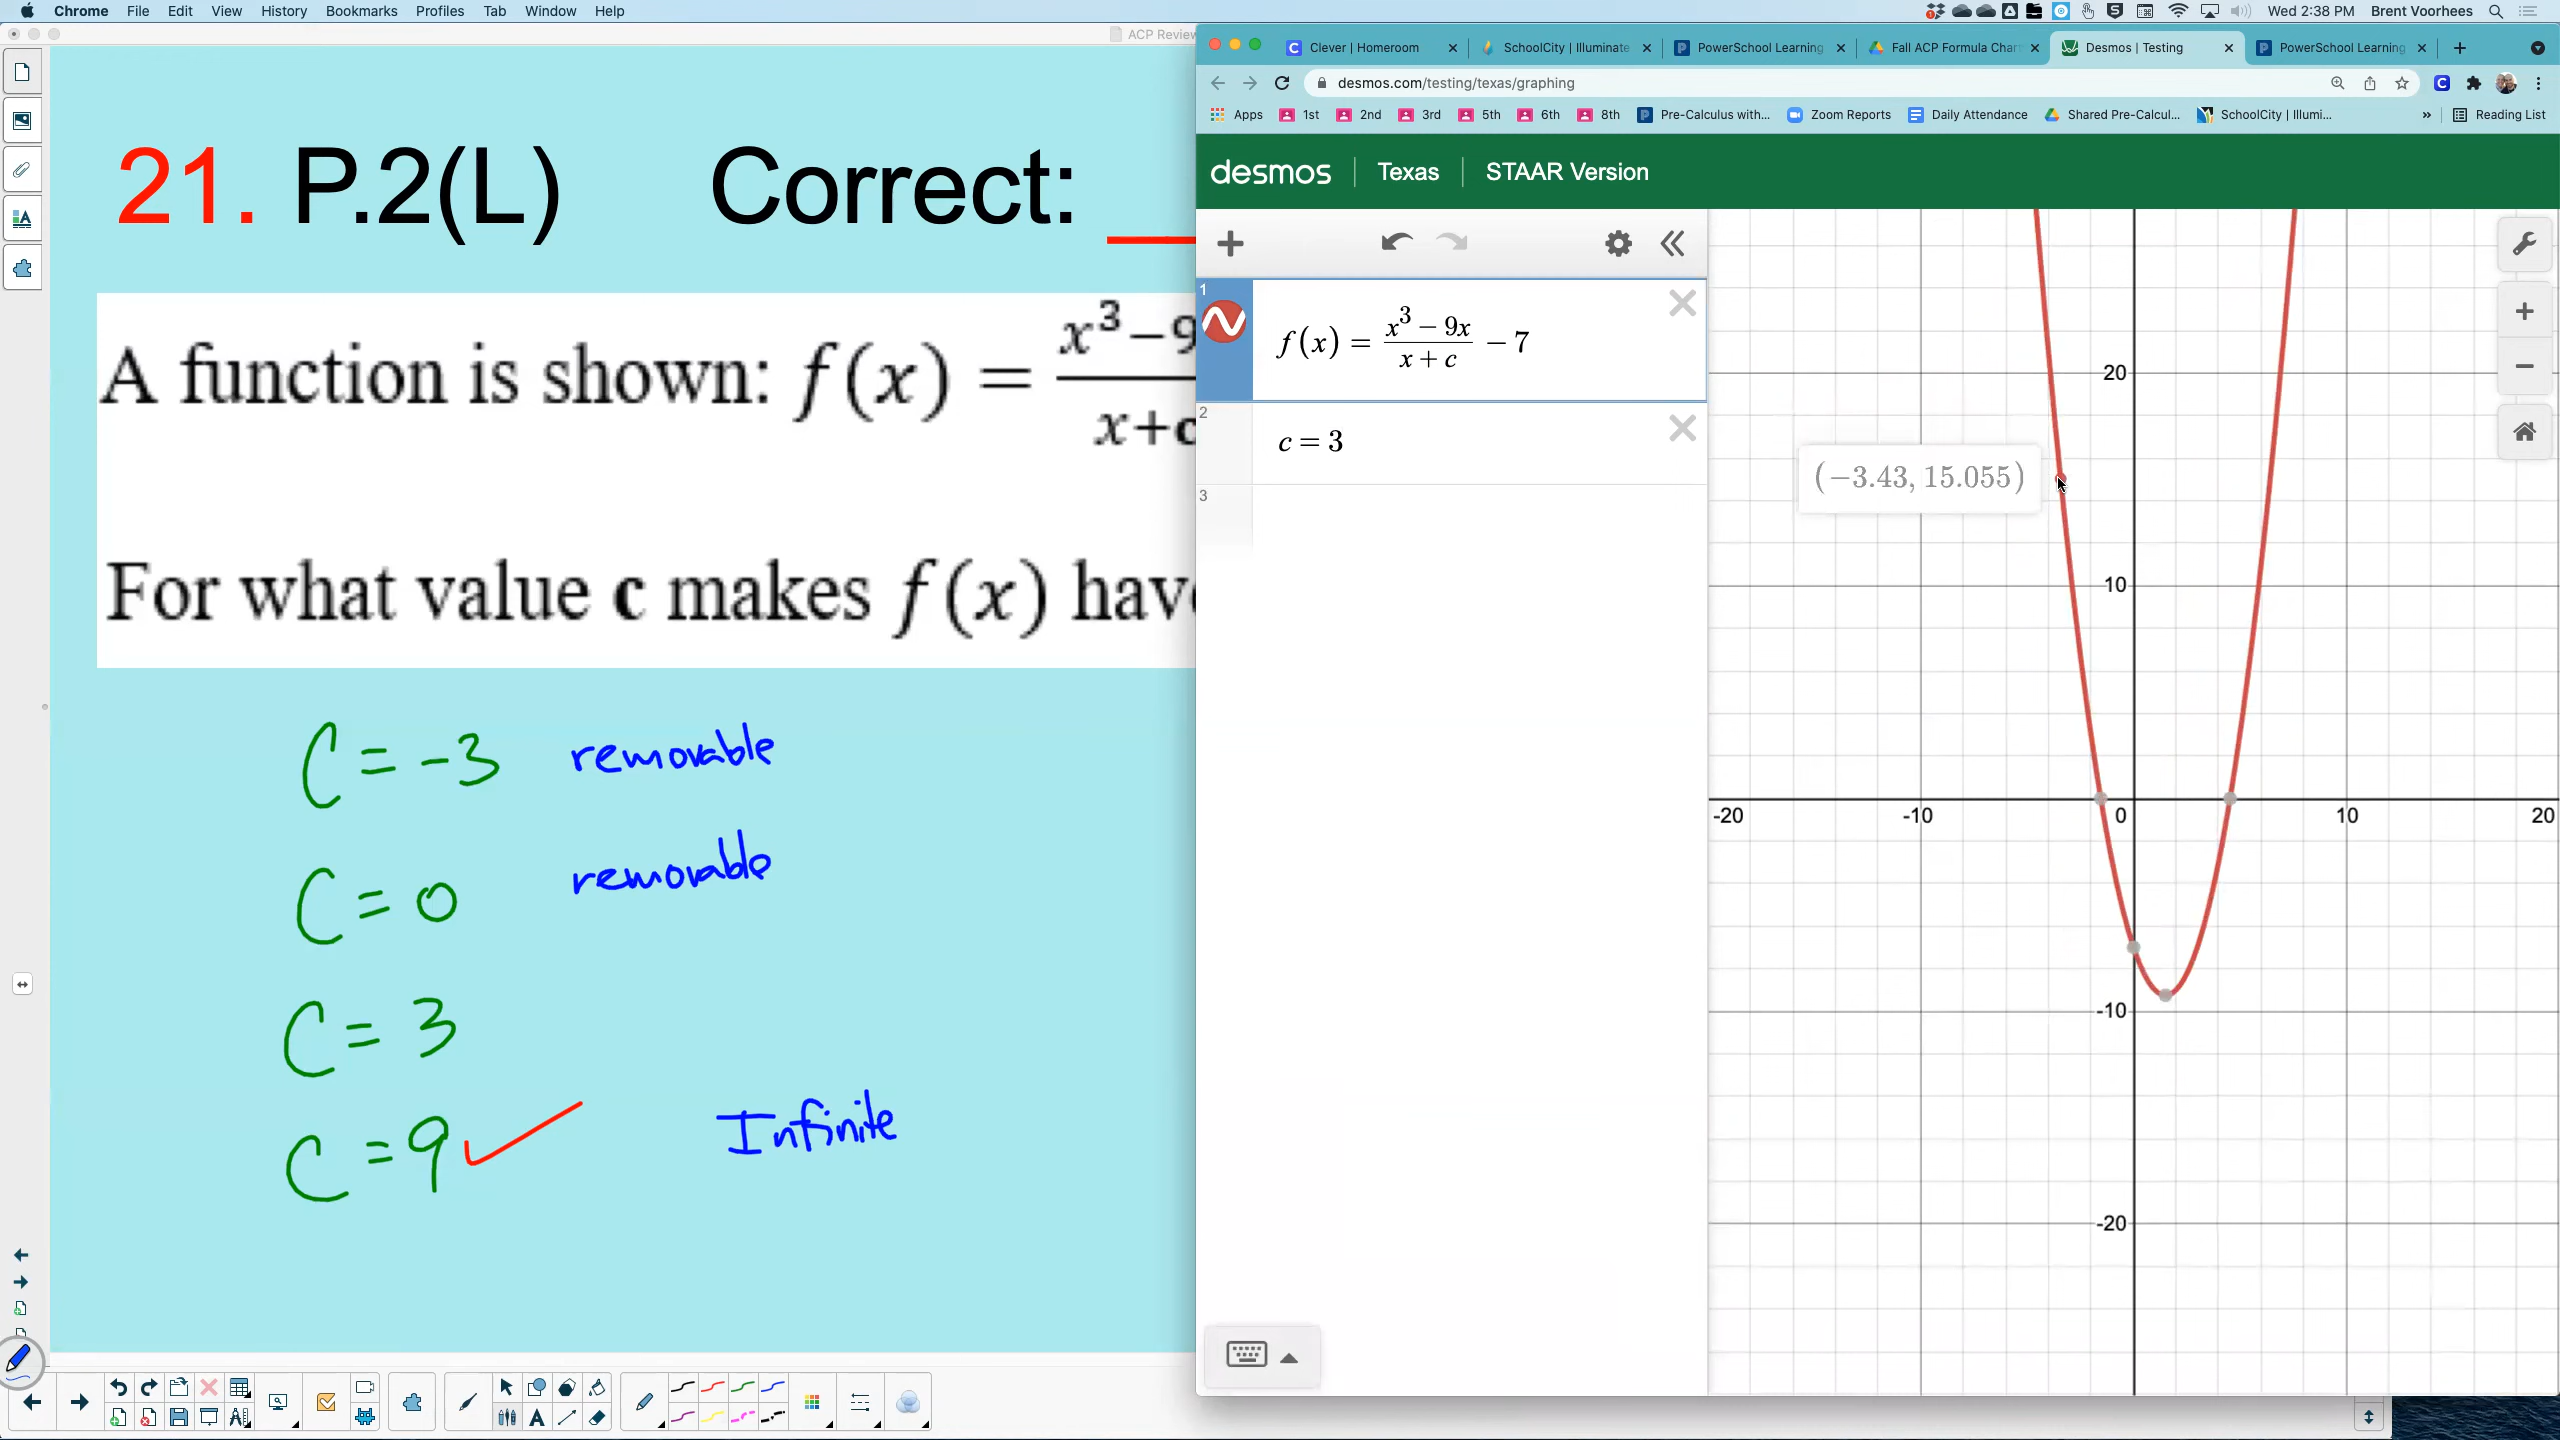 Chrome File Edit View History Bookmarks Profiles Tab Window Help
Wed 2:38 PM Brent Voorhees
ACP Review
Clever | Homeroom
SchoolCity | Illuminate
PowerSchool Learning
Fall ACP Formula Char
Desmos | Testing
PowerSchool Learning
desmos.com/testing/texas/graphing
Apps 1st 2nd 3rd 5th 6th 8th Pre-Calculus with... Zoom Reports Daily Attendance Shared Pre-Calcul... SchoolCity | Illumi... » Reading List
desmos | Texas | STAAR Version
21. P.2(L) Correct:
A function is shown: f(x) = x³−9
x+c
For what value c makes f(x) have
C = -3 removable
C = 0 removable
C = 3
C = 9 ✓ Infinite
1
f(x) = (x³ − 9x)/(x + c) − 7
2
c = 3
3
(−3.43, 15.055)
20
10
-20 -10 0 10 20
-10
-20